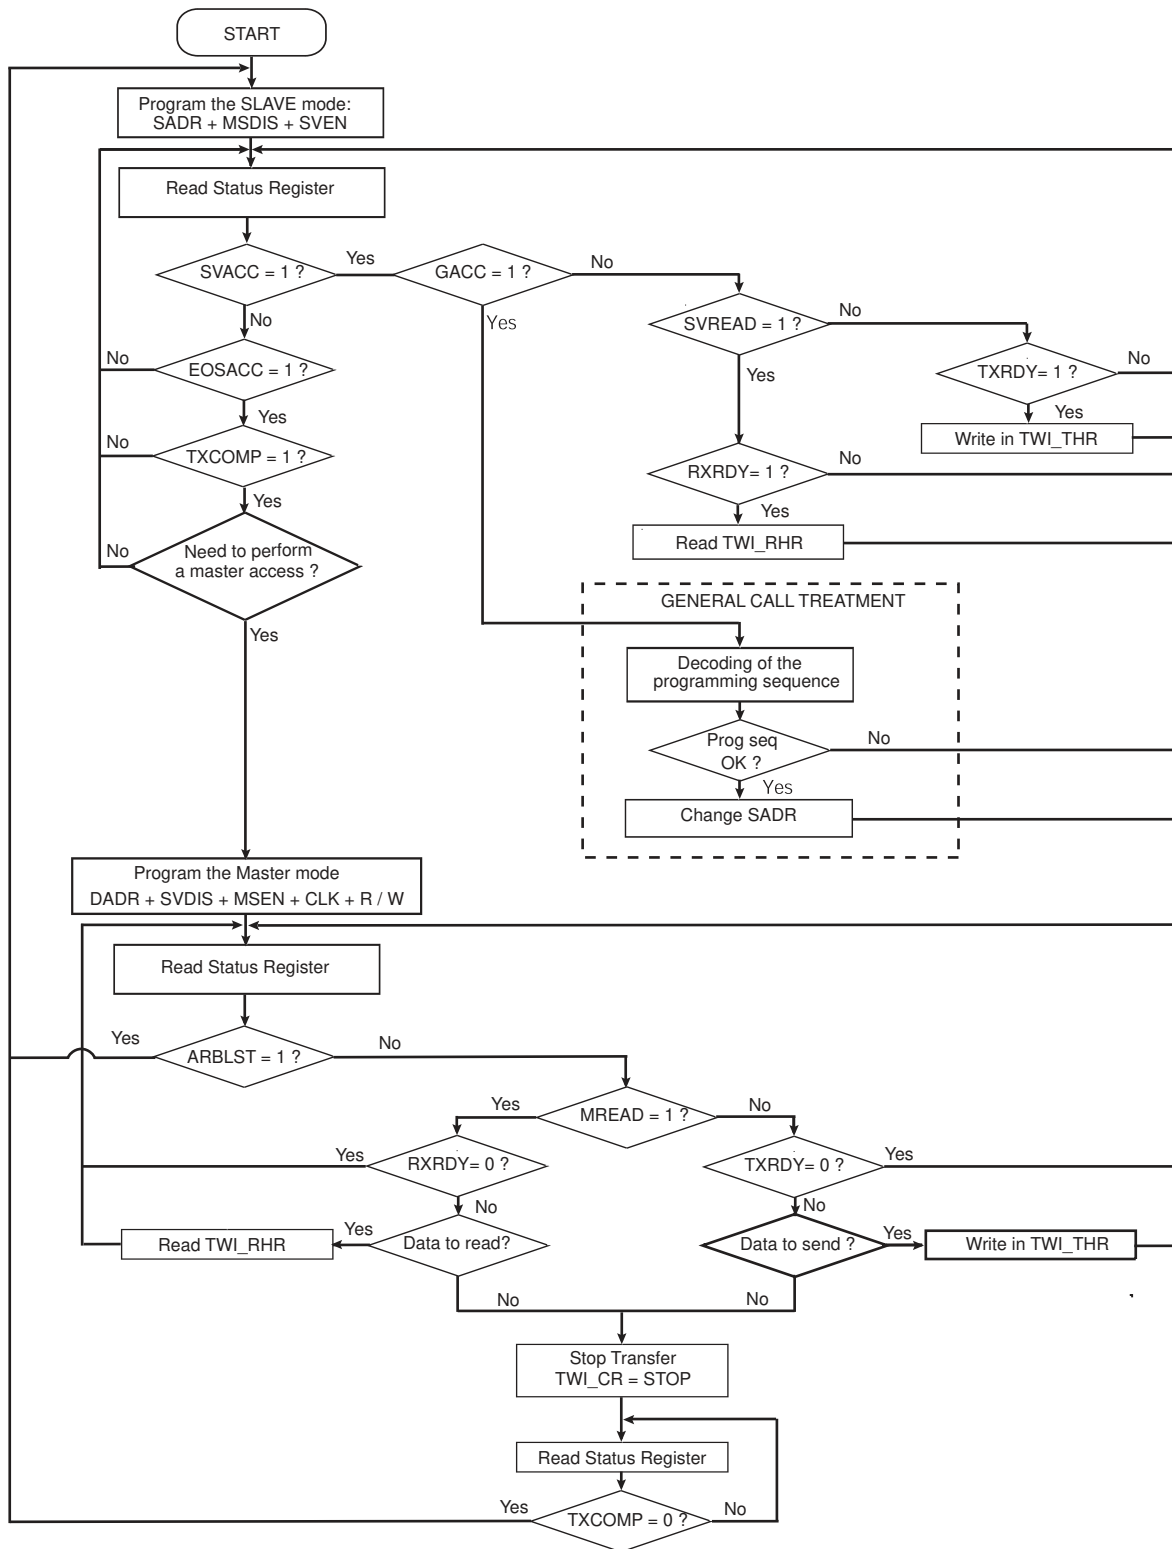 START
Program the SLAVE mode:
SADR + MSDIS + SVEN
Read Status Register
SVACC = 1 ?
Yes
GACC = 1 ?
No
No
Yes
SVREAD = 1 ?
No
Yes
TXRDY= 1 ?
No
Yes
Write in TWI_THR
No
EOSACC = 1 ?
Yes
No
TXCOMP = 1 ?
Yes
RXRDY= 1 ?
No
Yes
Read TWI_RHR
No
Need to perform
a master access ?
Yes
GENERAL CALL TREATMENT
Decoding of the
programming sequence
Prog seq
OK ?
No
Yes
Change SADR
Program the Master mode
DADR + SVDIS + MSEN + CLK + R / W
Read Status Register
Yes
ARBLST = 1 ?
No
Yes
MREAD = 1 ?
No
Yes
RXRDY= 0 ?
No
TXRDY= 0 ?
Yes
No
Read TWI_RHR
Yes
Data to read?
Data to send ?
Yes
Write in TWI_THR
No
No
Stop Transfer
TWI_CR = STOP
Read Status Register
Yes
TXCOMP = 0 ?
No